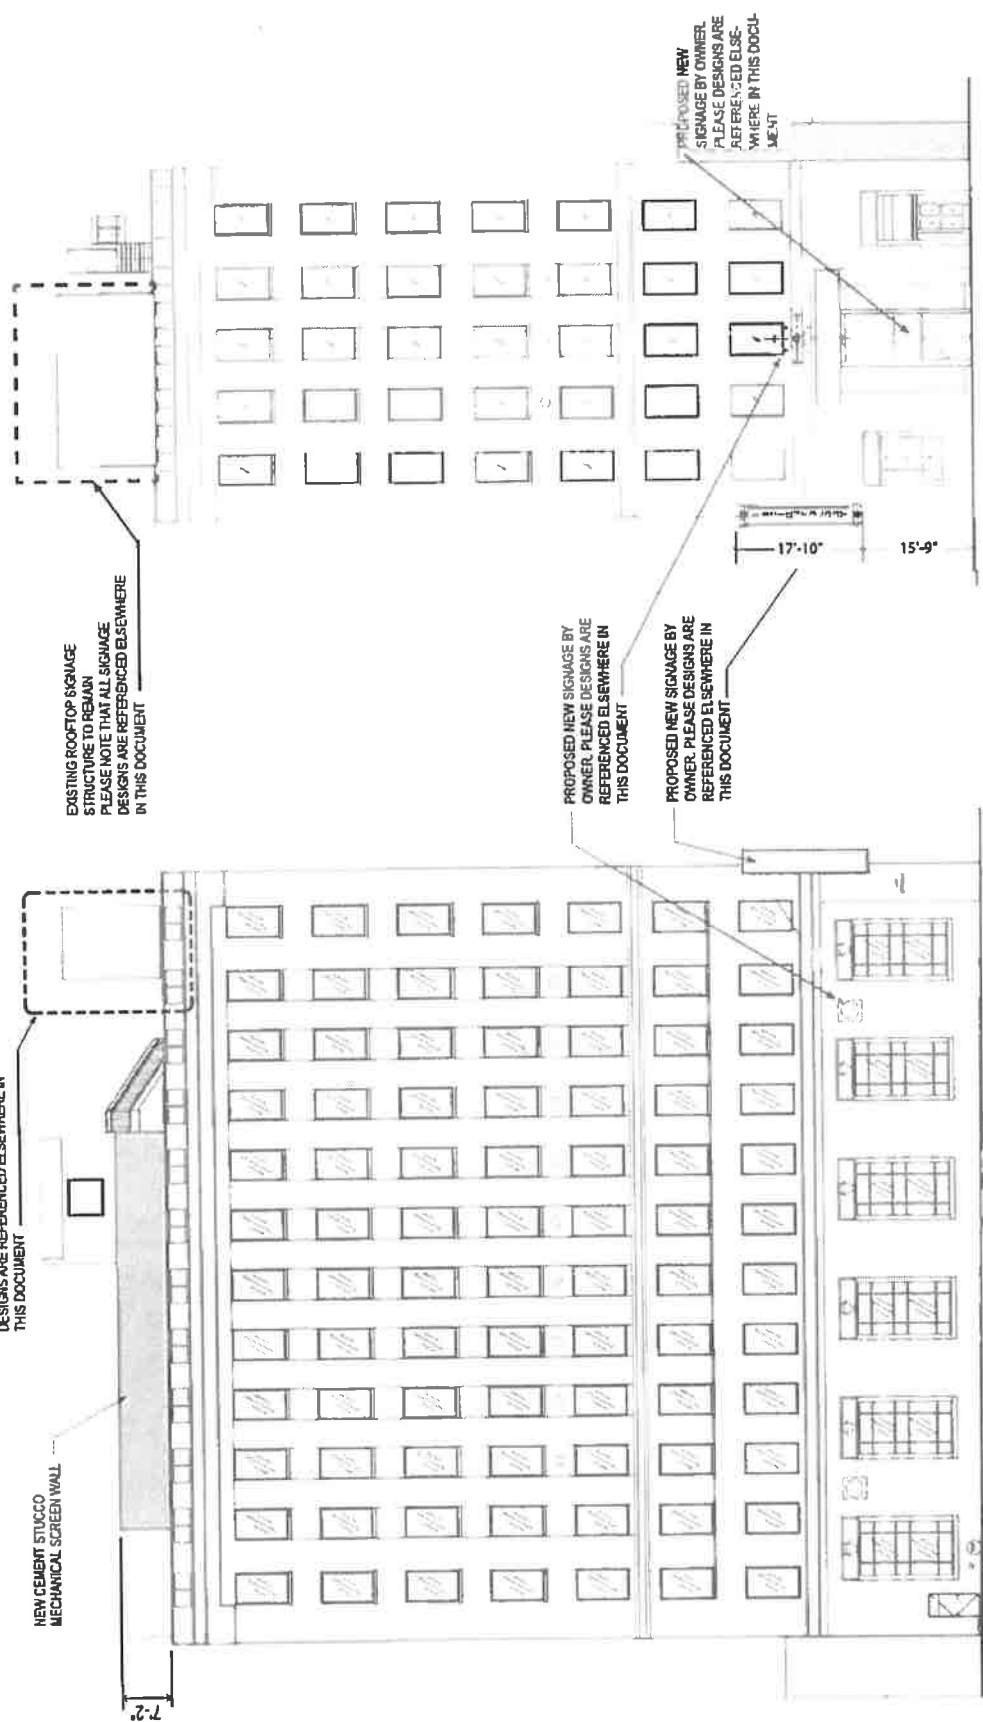 DESIGNS ARE REFERENCED ELSEWHERE IN
THIS DOCUMENT
NEW CEMENT STUCCO
MECHANICAL SCREEN WALL
7'-2"
EXISTING ROOFTOP SIGNAGE
STRUCTURE TO REMAIN
PLEASE NOTE THAT ALL SIGNAGE
DESIGNS ARE REFERENCED ELSEWHERE
IN THIS DOCUMENT
PROPOSED NEW SIGNAGE BY
OWNER. PLEASE DESIGNS ARE
REFERENCED ELSEWHERE IN
THIS DOCUMENT
PROPOSED NEW SIGNAGE BY
OWNER. PLEASE DESIGNS ARE
REFERENCED ELSEWHERE IN
THIS DOCUMENT
17'-10"
15'-9"
PROPOSED NEW
SIGNAGE BY OWNER.
PLEASE DESIGNS ARE
REFERENCED ELSE-
WHERE IN THIS DOCU-
MENT